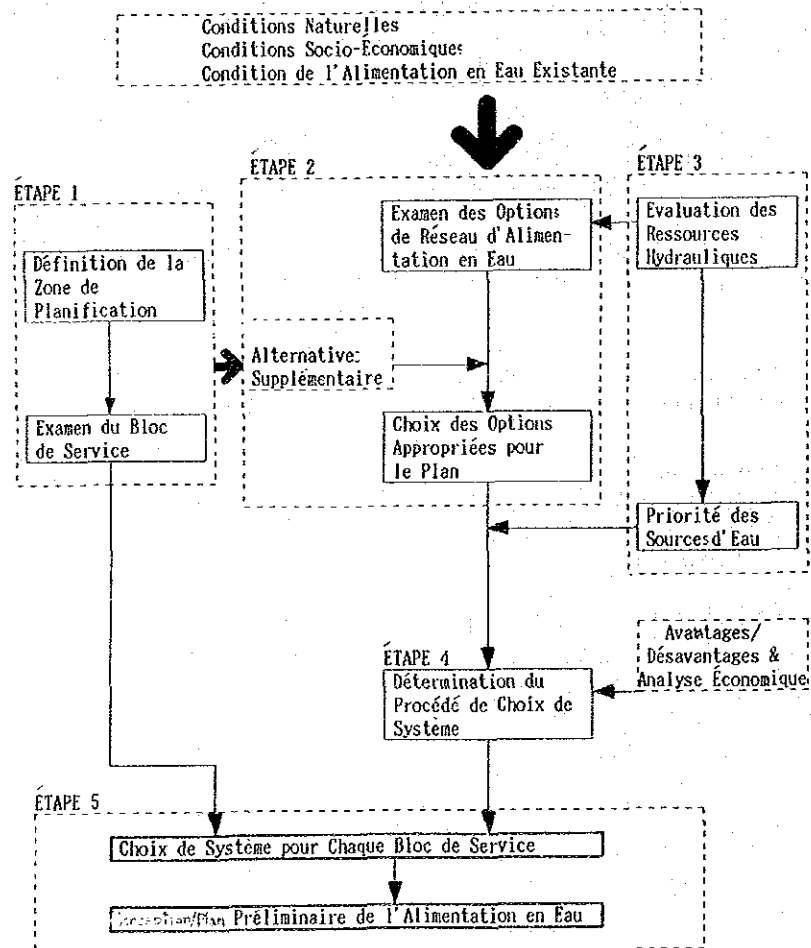 Conditions Naturelles
Conditions Socio-Économiques
Condition de l'Alimentation en Eau Existante
ÉTAPE 1
Définition de la
Zone de
Planification
Examen du Bloc
de Service
ÉTAPE 2
Examen des Options
de Réseau d'Alimen-
tation en Eau
Alternative:
Supplémentaire
Choix des Options
Appropriées pour
le Plan
ÉTAPE 3
Evaluation des
Ressources
Hydrauliques
Priorité des
Sources d'Eau
Avantages/
Désavantages &
Analyse Économique
ÉTAPE 4
Détermination du
Procédé de Choix de
Système
ÉTAPE 5
Choix de Système pour Chaque Bloc de Service
Conception/Plan Préliminaire de l'Alimentation en Eau